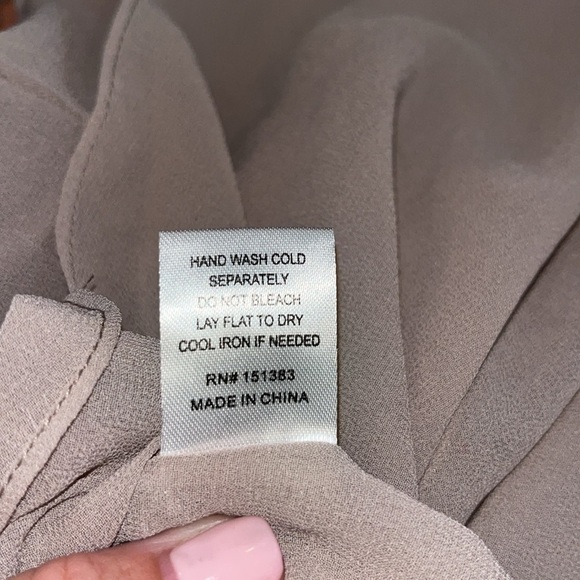 HAND WASH COLD
SEPARATELY
DO NOT BLEACH
LAY FLAT TO DRY
COOL IRON IF NEEDED
RN# 151383
MADE IN CHINA